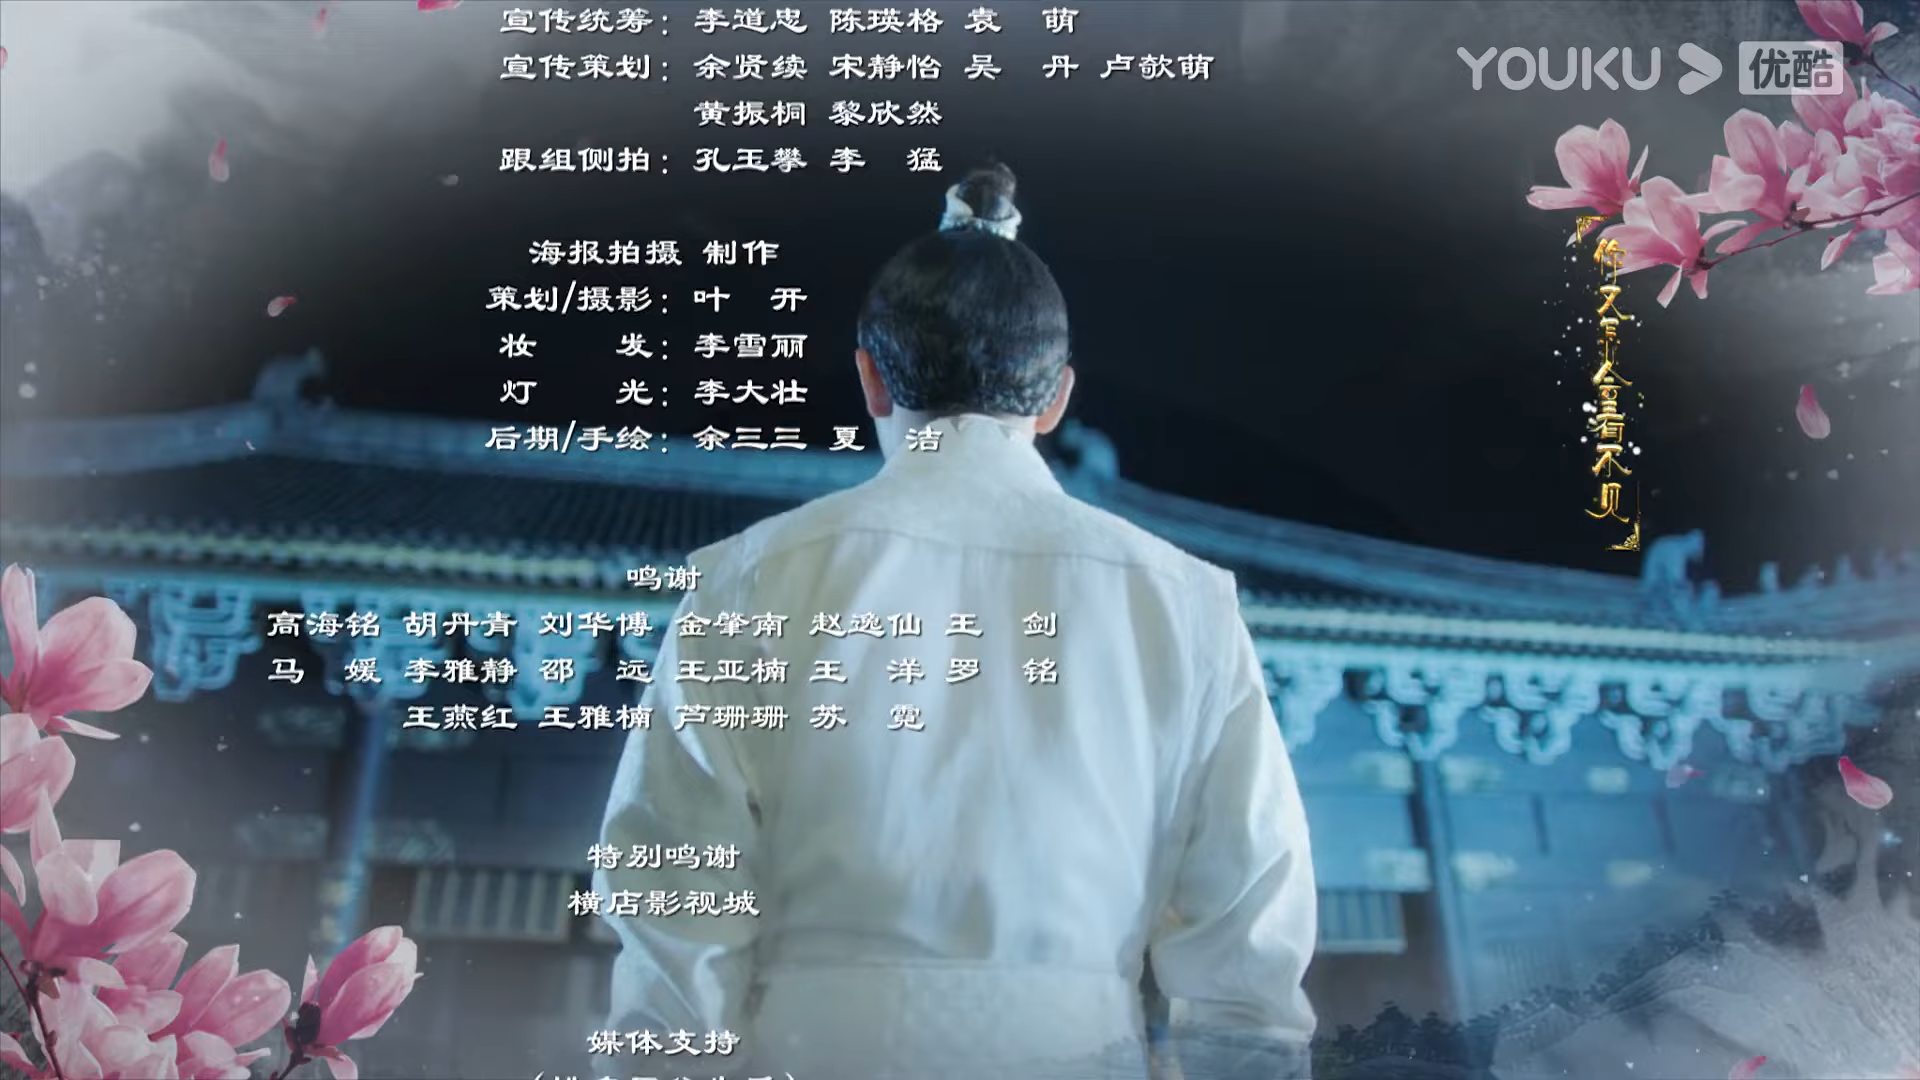 宣传统筹：李道忠 陈瑛格 袁 萌
宣传策划：余贤续 宋静怡 吴 丹 卢歆萌
黄振桐 黎欣然
跟组侧拍：孔玉攀 李 猛
海报拍摄 制作
策划/摄影：叶 开
妆 发：李雪丽
灯 光：李大壮
后期/手绘：余三三 夏 洁
鸣谢
高海铭 胡丹青 刘华博 金肇南 赵逸仙 王 剑
马 媛 李雅静 邵 远 王亚楠 王 洋 罗 铭
王燕红 王雅楠 芦珊珊 苏 霓
特别鸣谢
横店影视城
媒体支持
YOUKU 优酷
看不见